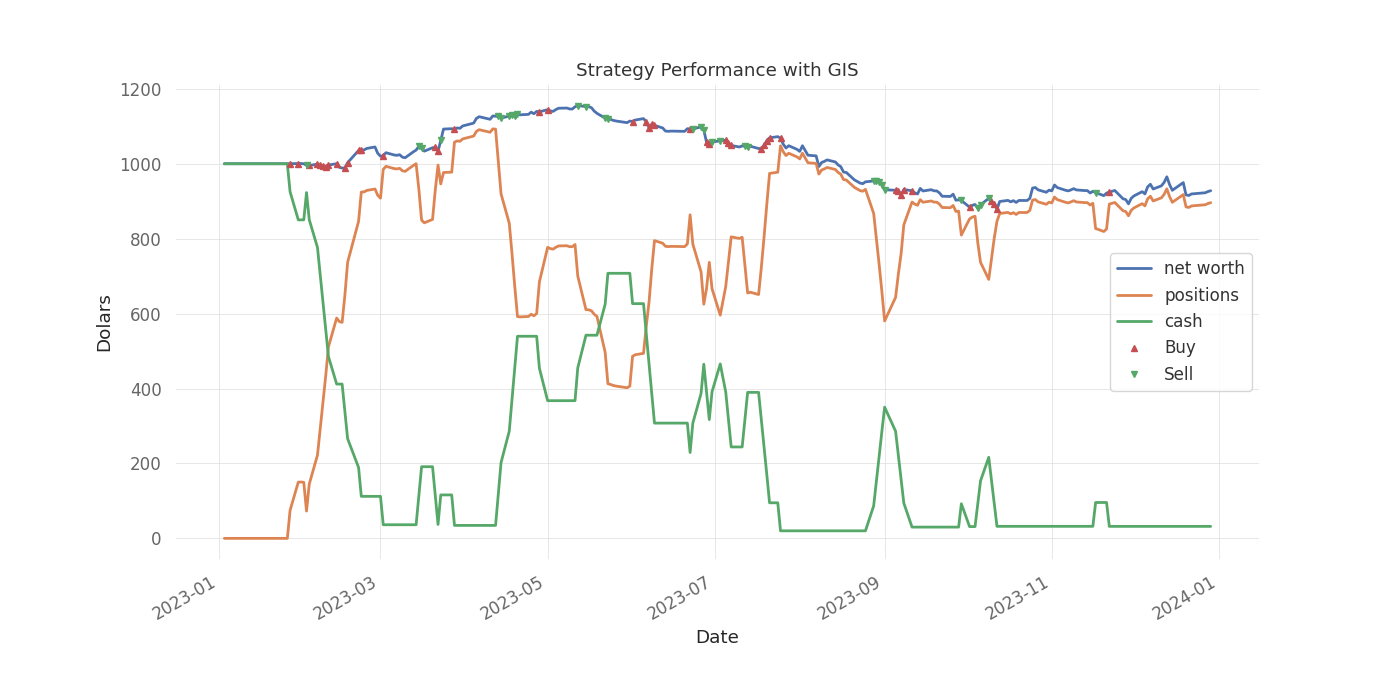 Strategy Performance with GIS
1200
1000
800
600
400
200
0
Dolars
net worth
positions
cash
Buy
Sell
2023-01
2023-03
2023-05
2023-07
2023-09
2023-11
2024-01
Date